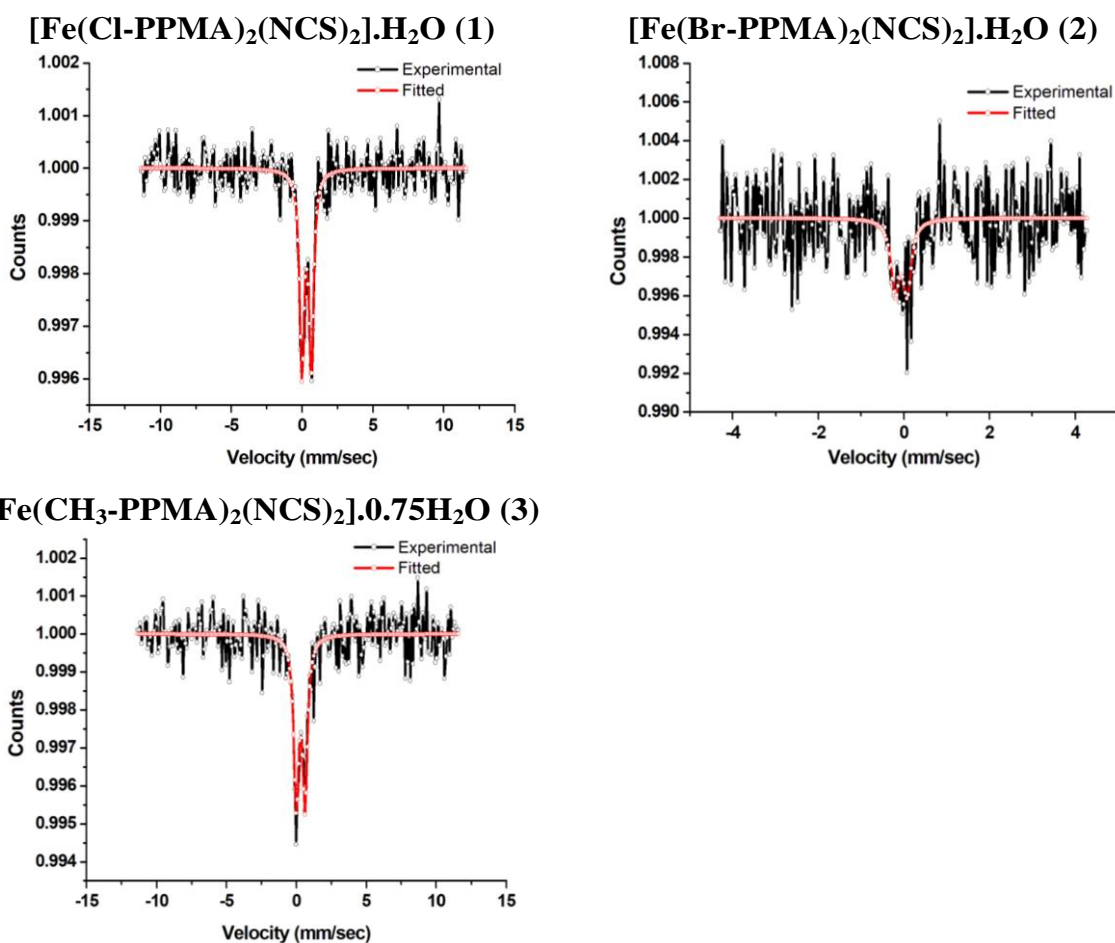 [Fe(Cl-PPMA)₂(NCS)₂].H₂O (1)
1.002
1.001
1.000
0.999
0.998
0.997
0.996
Counts
Experimental
Fitted
-15 -10 -5 0 5 10 15
Velocity (mm/sec)
[Fe(Br-PPMA)₂(NCS)₂].H₂O (2)
1.008
1.006
1.004
1.002
1.000
0.998
0.996
0.994
0.992
0.990
Counts
Experimental
Fitted
-4 -2 0 2 4
Velocity (mm/sec)
Fe(CH₃-PPMA)₂(NCS)₂].0.75H₂O (3)
1.002
1.001
1.000
0.999
0.998
0.997
0.996
0.995
0.994
Counts
Experimental
Fitted
-15 -10 -5 0 5 10 15
Velocity (mm/sec)